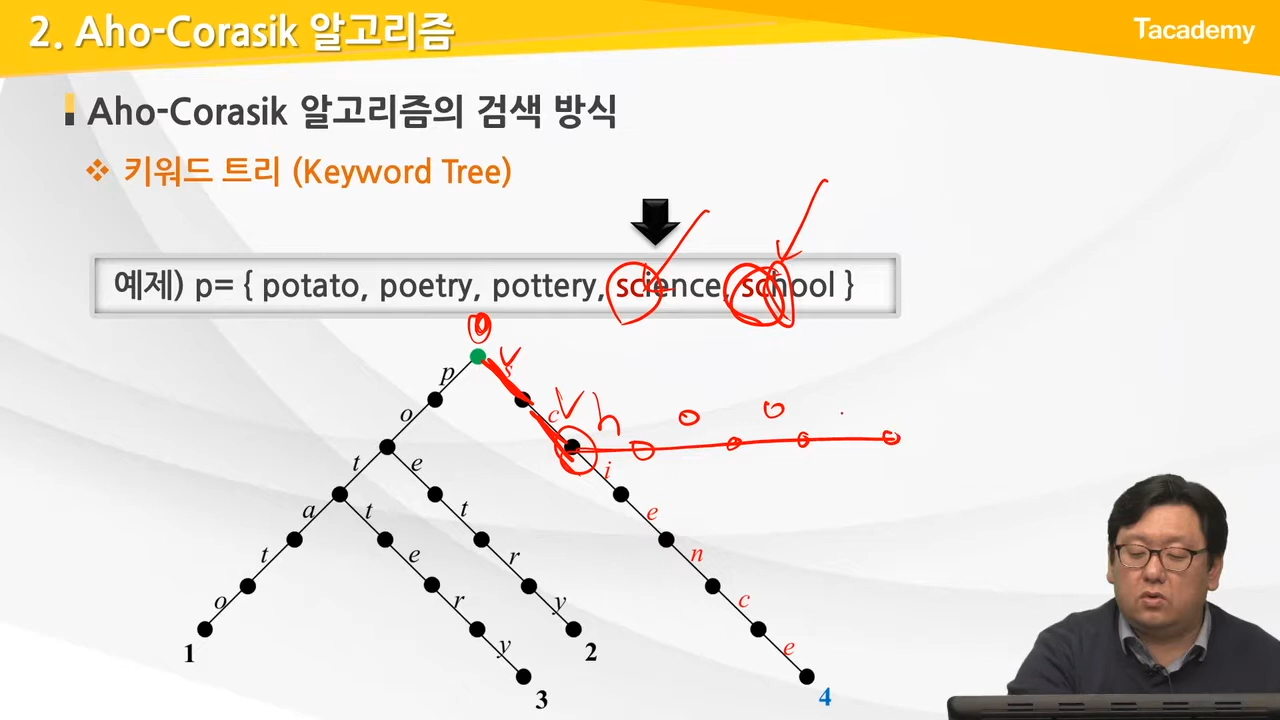 2. Aho-Corasik 알고리즘
Tacademy
Aho-Corasik 알고리즘의 검색 방식
키워드 트리 (Keyword Tree)
예제) p= { potato, poetry, pottery, science, school }
0
p
s
o
c
h
o
o
t
e
i
a
t
t
e
t
e
r
n
o
r
y
c
1
y
2
e
3
4